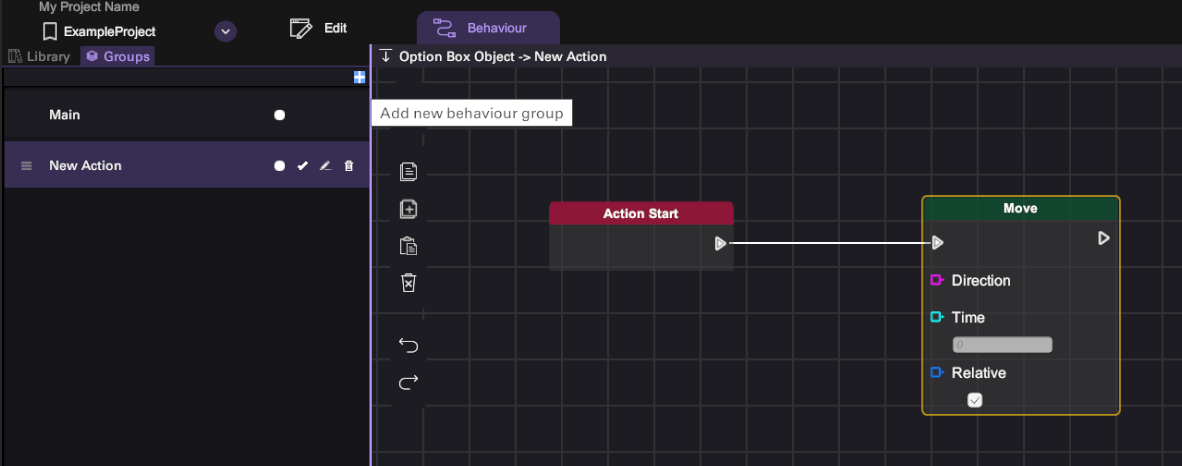 My Project Name
ExampleProject
Edit
Behaviour
Library
Groups
Option Box Object -> New Action
Main
Add new behaviour group
New Action
Action Start
Move
Direction
Time
0
Relative